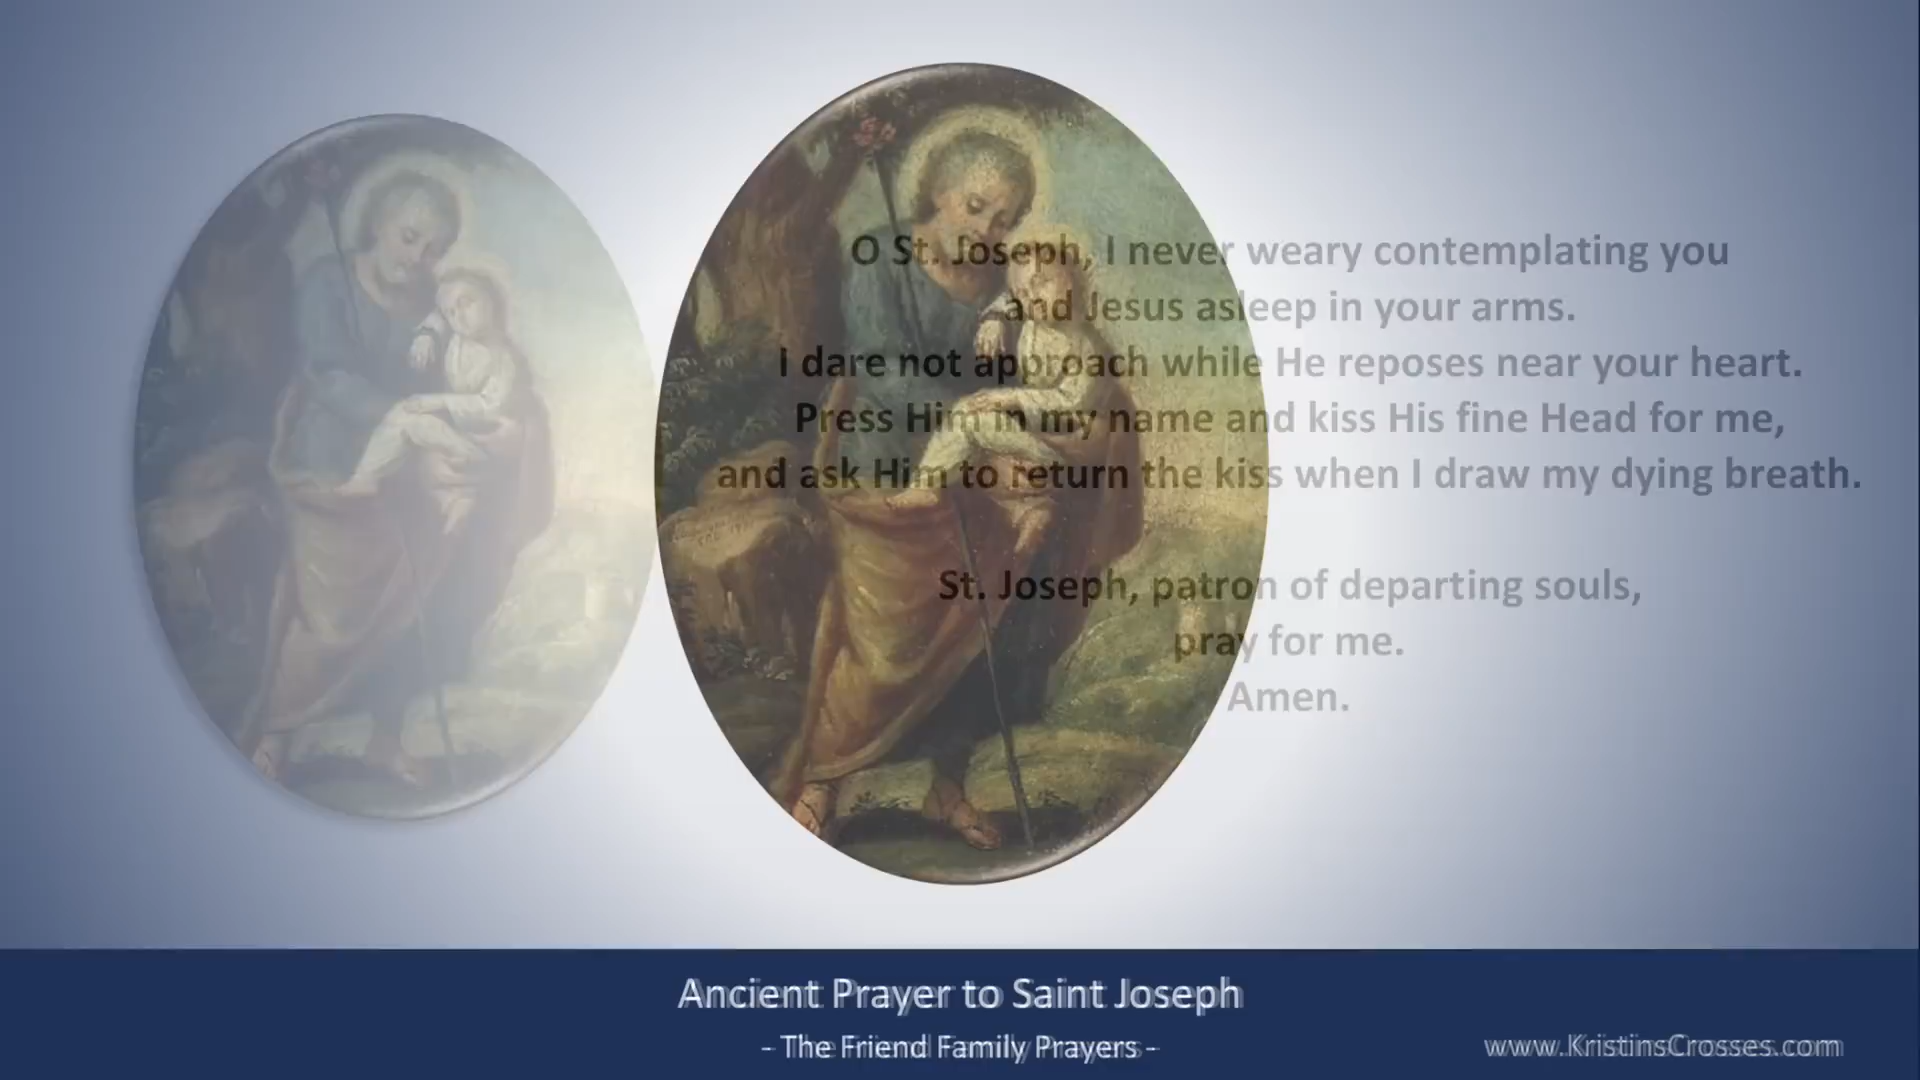 O St. Joseph, I never weary contemplating you
and Jesus asleep in your arms.
I dare not approach while He reposes near your heart.
Press Him in my name and kiss His fine Head for me,
and ask Him to return the kiss when I draw my dying breath.
St. Joseph, patron of departing souls,
pray for me.
Amen.
Ancient Prayer to Saint Joseph
- The Friend Family Prayers -
www.KristinsCrosses.com